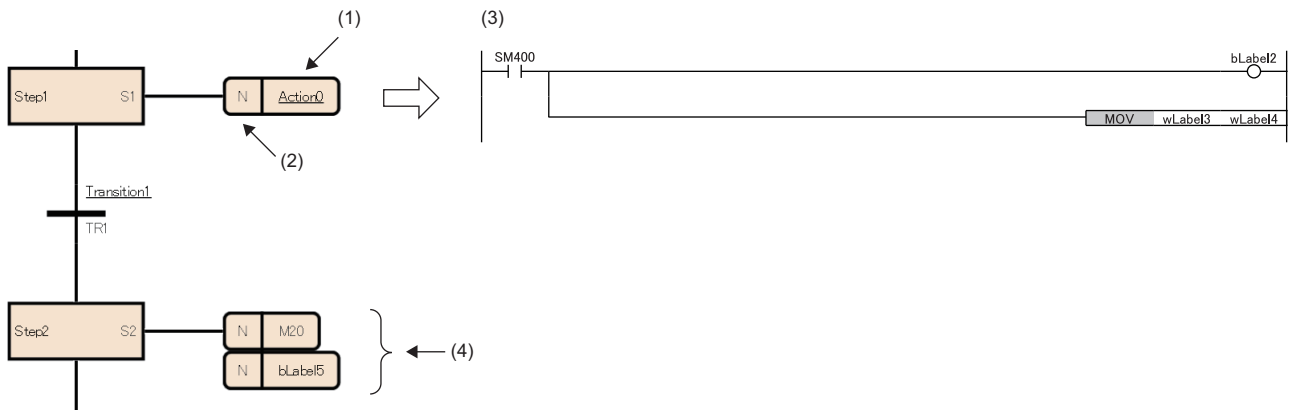 (1)
(3)
SM400
bLabel2
Step1 S1 N Action0
MOV wLabel3 wLabel4
(2)
Transition1
TR1
Step2 S2 N M20
(4)
N bLabel5